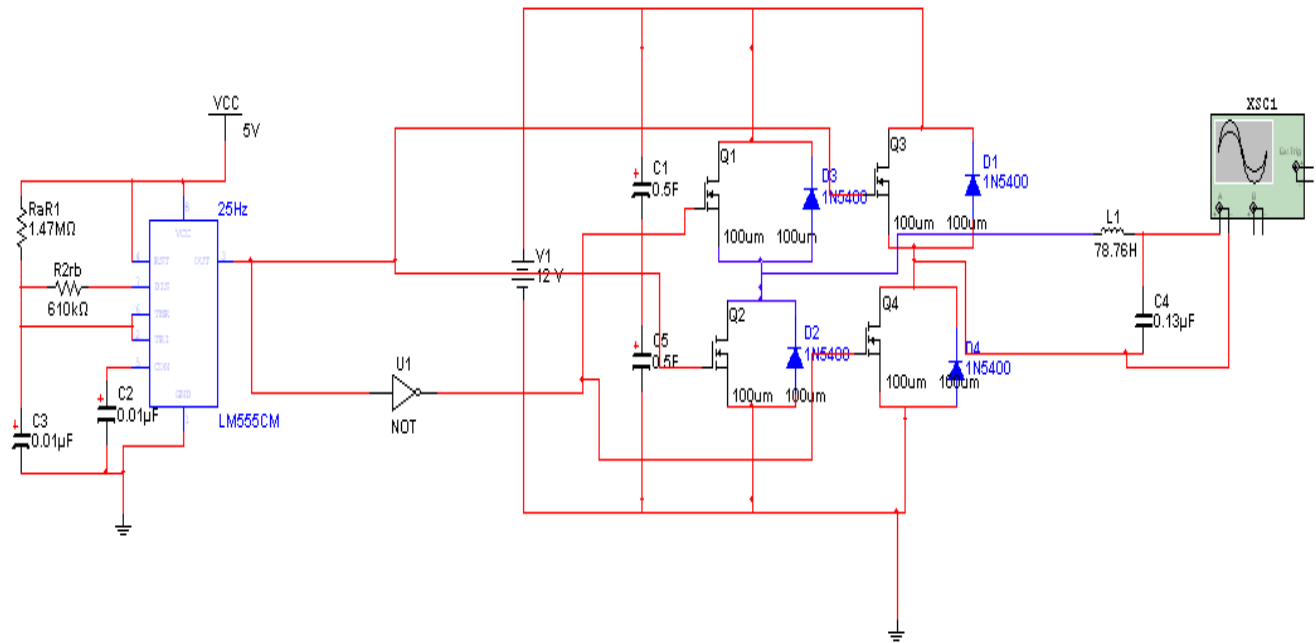 VCC
5V
RaR1
1.47MΩ
25Hz
VCC
RST
OUT
DIS
THR
TRI
CON
GND
R2rb
610kΩ
LM555CM
C2
0.01µF
C3
0.01µF
U1
NOT
V1
12 V
C1
0.5F
C5
0.5F
Q1
100um
100um
D3
1N5400
Q3
100um
100um
D1
1N5400
Q2
100um
100um
D2
1N5400
Q4
100um
100um
D4
1N5400
L1
78.76H
C4
0.13µF
XSC1
Ext Trig
A
B